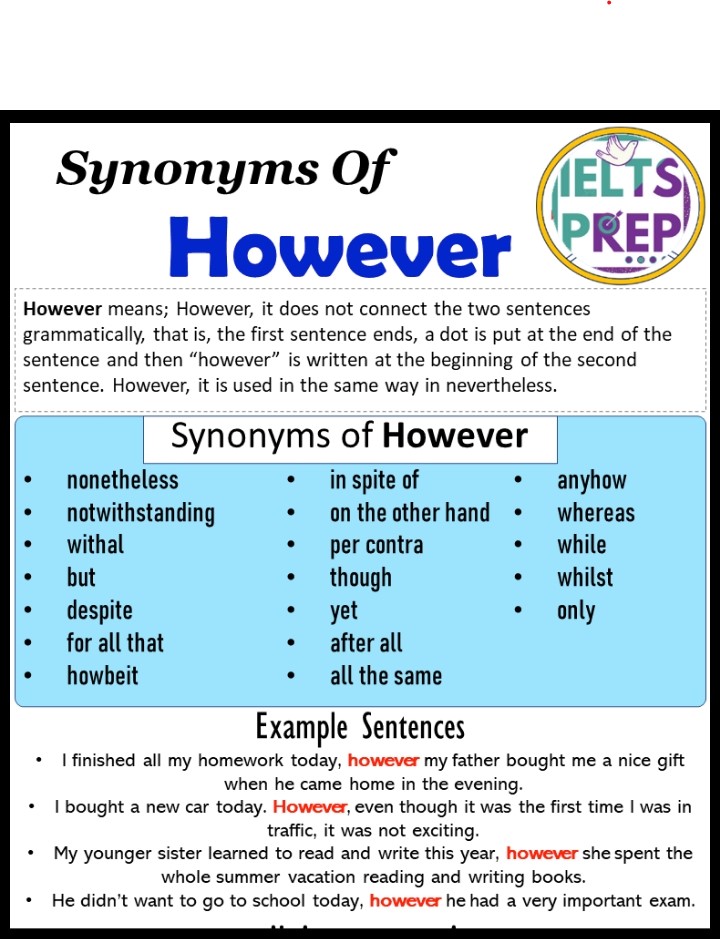 Synonyms Of
However
IELTS
PREP
However means; However, it does not connect the two sentences
grammatically, that is, the first sentence ends, a dot is put at the end of the
sentence and then “however” is written at the beginning of the second
sentence. However, it is used in the same way in nevertheless.
Synonyms of However
• nonetheless
• notwithstanding
• withal
• but
• despite
• for all that
• howbeit
• in spite of
• on the other hand
• per contra
• though
• yet
• after all
• all the same
• anyhow
• whereas
• while
• whilst
• only
Example Sentences
• I finished all my homework today, however my father bought me a nice gift
when he came home in the evening.
• I bought a new car today. However, even though it was the first time I was in
traffic, it was not exciting.
• My younger sister learned to read and write this year, however she spent the
whole summer vacation reading and writing books.
• He didn’t want to go to school today, however he had a very important exam.